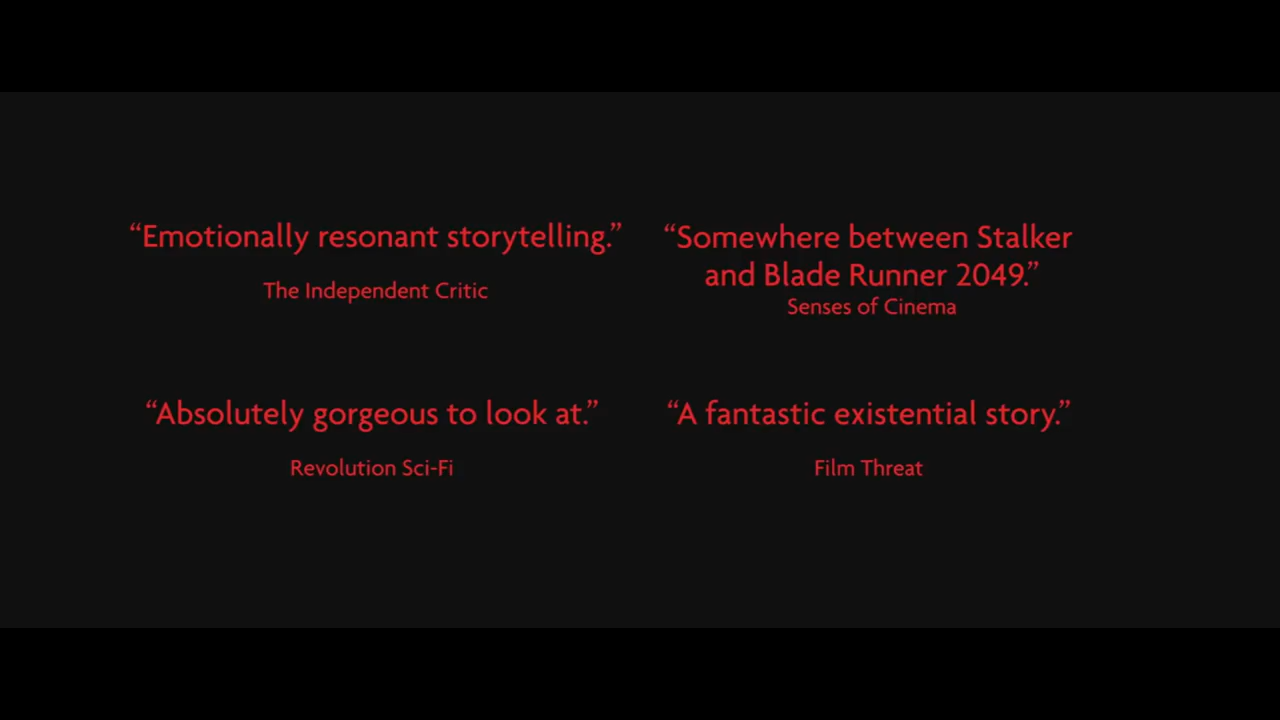 “Emotionally resonant storytelling.”
The Independent Critic
“Somewhere between Stalker
and Blade Runner 2049.”
Senses of Cinema
“Absolutely gorgeous to look at.”
Revolution Sci-Fi
“A fantastic existential story.”
Film Threat